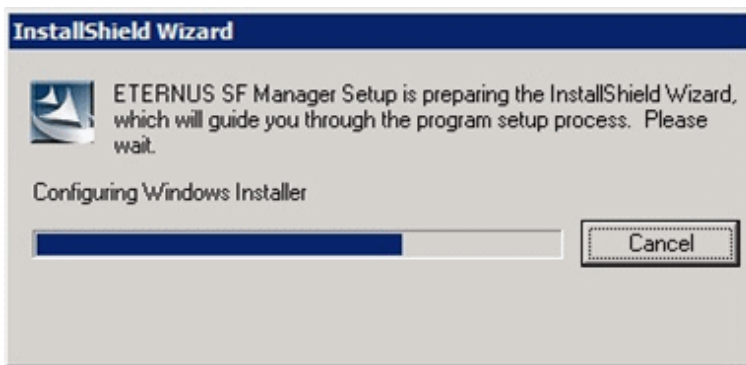 InstallShield Wizard
ETERNUS SF Manager Setup is preparing the InstallShield Wizard,
which will guide you through the program setup process. Please
wait.
Configuring Windows Installer
Cancel